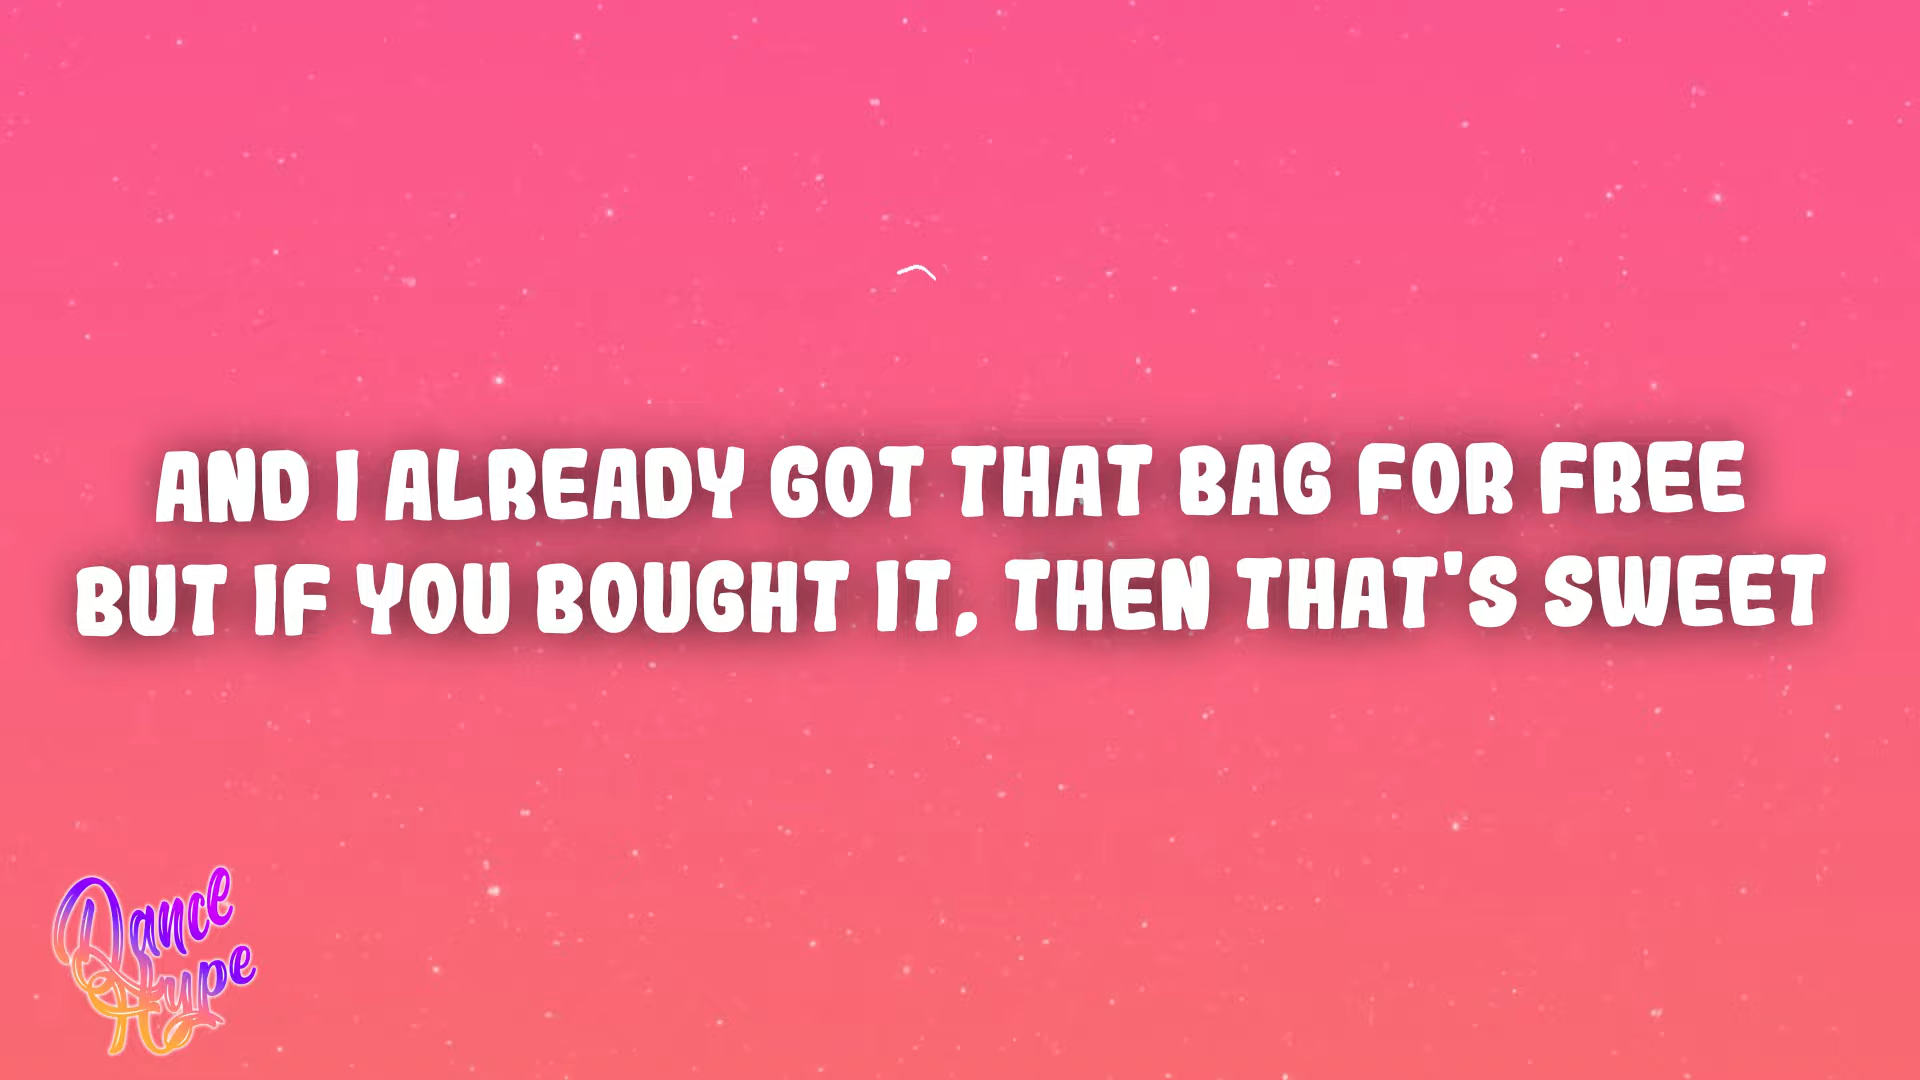 AND I ALREADY GOT THAT BAG FOR FREE
BUT IF YOU BOUGHT IT, THEN THAT'S SWEET
Dance
Hype